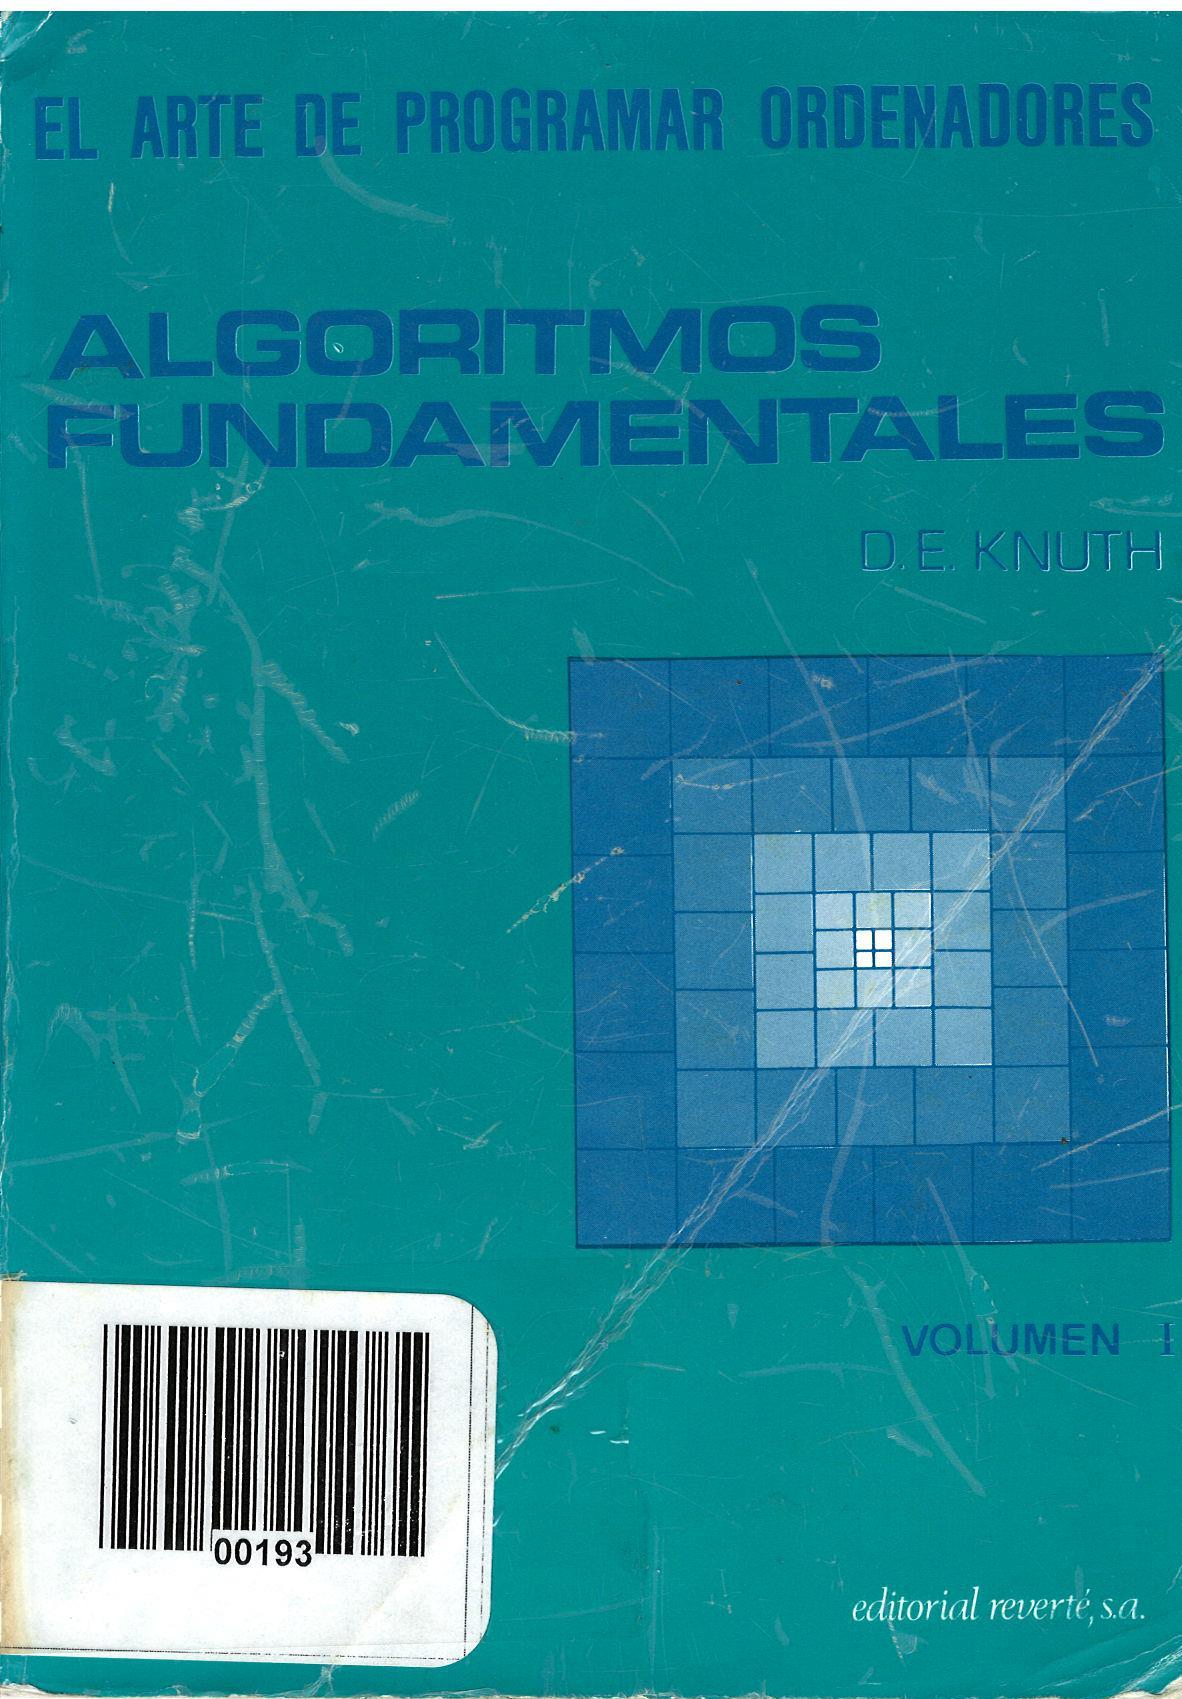 EL ARTE DE PROGRAMAR ORDENADORES
ALGORITMOS
FUNDAMENTALES
D. E. KNUTH
VOLUMEN I
00193
editorial reverté, s.a.